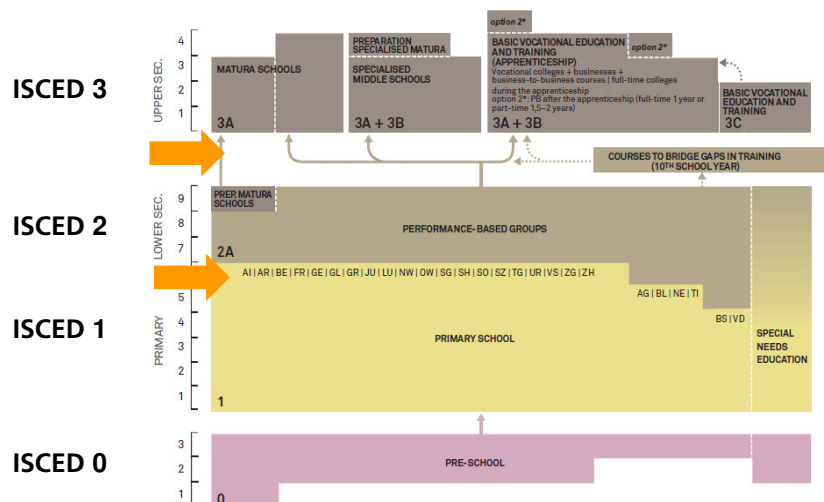 option 2*
4
3
2
1
UPPER SEC.
ISCED 3
MATURA SCHOOLS
3A
PREPARATION
SPECIALISED MATURA
SPECIALISED
MIDDLE SCHOOLS
3A + 3B
BASIC VOCATIONAL EDUCATION
AND TRAINING
(APPRENTICESHIP)
Vocational colleges + businesses +
business-to-business courses | full-time colleges
during the apprenticeship
option 2*: PB after the apprenticeship (full-time 1 year or
part-time 1,5–2 years)
3A + 3B
option 2*
BASIC VOCATIONAL
EDUCATION AND
TRAINING
3C
COURSES TO BRIDGE GAPS IN TRAINING
(10TH SCHOOL YEAR)
ISCED 2
LOWER SEC.
9
8
7
PREP. MATURA
SCHOOLS
PERFORMANCE-BASED GROUPS
2A
AI | AR | BE | FR | GE | GL | GR | JU | LU | NW | OW | SG | SH | SO | SZ | TG | UR | VS | ZG | ZH
AG | BL | NE | TI
BS | VD
ISCED 1
PRIMARY
5
4
3
2
1
PRIMARY SCHOOL
1
SPECIAL
NEEDS
EDUCATION
ISCED 0
3
2
1
PRE-SCHOOL
0